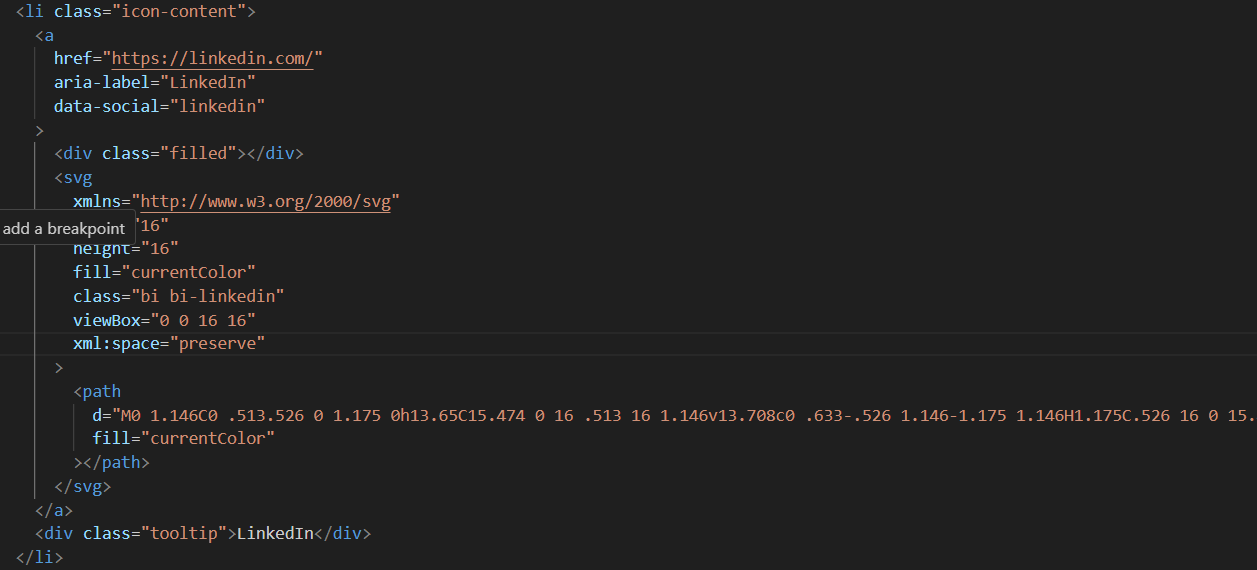 <li class="icon-content">
<a
href="https://linkedin.com/"
aria-label="LinkedIn"
data-social="linkedin"
>
<div class="filled"></div>
<svg
xmlns="http://www.w3.org/2000/svg"
add a breakpoint "16"
height="16"
fill="currentColor"
class="bi bi-linkedin"
viewBox="0 0 16 16"
xml:space="preserve"
>
<path
d="M0 1.146C0 .513.526 0 1.175 0h13.65C15.474 0 16 .513 16 1.146v13.708c0 .633-.526 1.146-1.175 1.146H1.175C.526 16 0 15.
fill="currentColor"
></path>
</svg>
</a>
<div class="tooltip">LinkedIn</div>
</li>